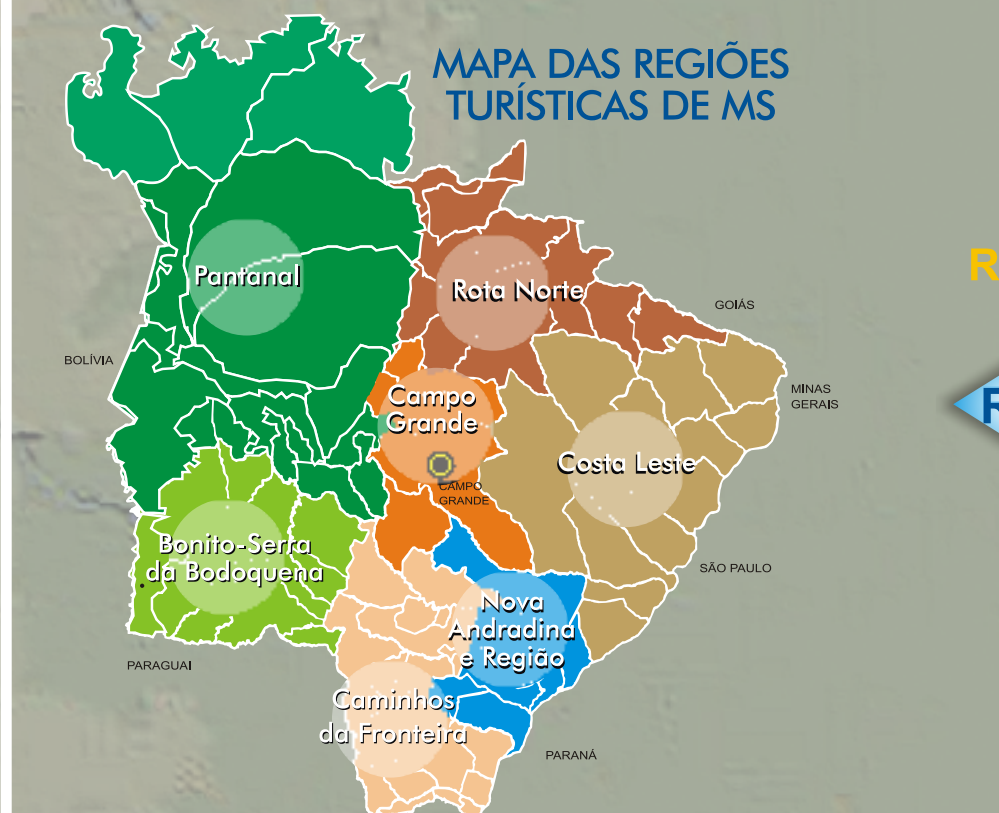 MAPA DAS REGIÕES
TURÍSTICAS DE MS
Pantanal
Rota Norte
GOIÁS
BOLÍVIA
MINAS
GERAIS
Campo
Grande
Costa Leste
CAMPO
GRANDE
Bonito-Serra
da Bodoquena
SÃO PAULO
Nova
Andradina
e Região
PARAGUAI
Caminhos
da Fronteira
PARANÁ
R
R